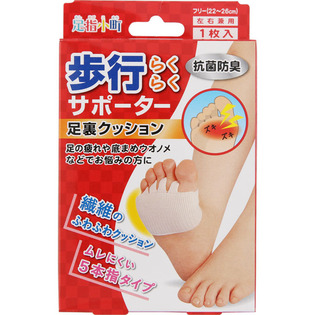 足指小町
フリー(22〜26cm)
左右兼用
1枚入
歩行らくらく
サポーター
抗菌防臭
足裏クッション
ズキ
ズキ
足の疲れや底まめウオノメ
などでお悩みの方に
繊維の
ふわふわクッション
ムレにくい
5本指タイプ